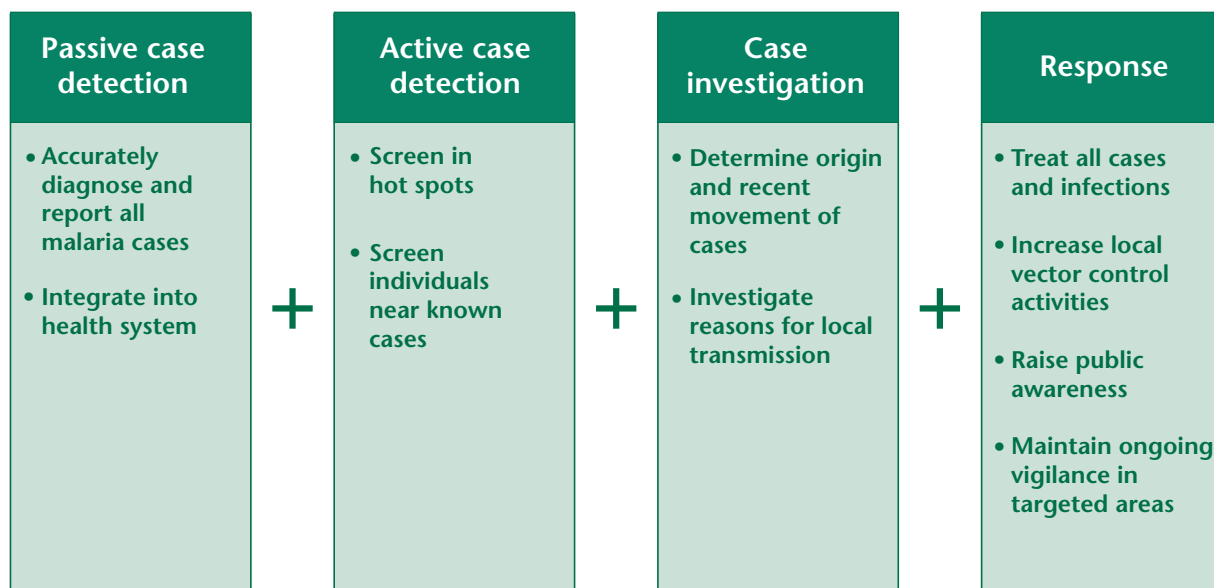 Passive case
detection
• Accurately
diagnose and
report all
malaria cases
• Integrate into
health system
+
Active case
detection
• Screen in
hot spots
• Screen
individuals
near known
cases
+
Case
investigation
• Determine origin
and recent
movement of
cases
• Investigate
reasons for local
transmission
+
Response
• Treat all cases
and infections
• Increase local
vector control
activities
• Raise public
awareness
• Maintain ongoing
vigilance in
targeted areas